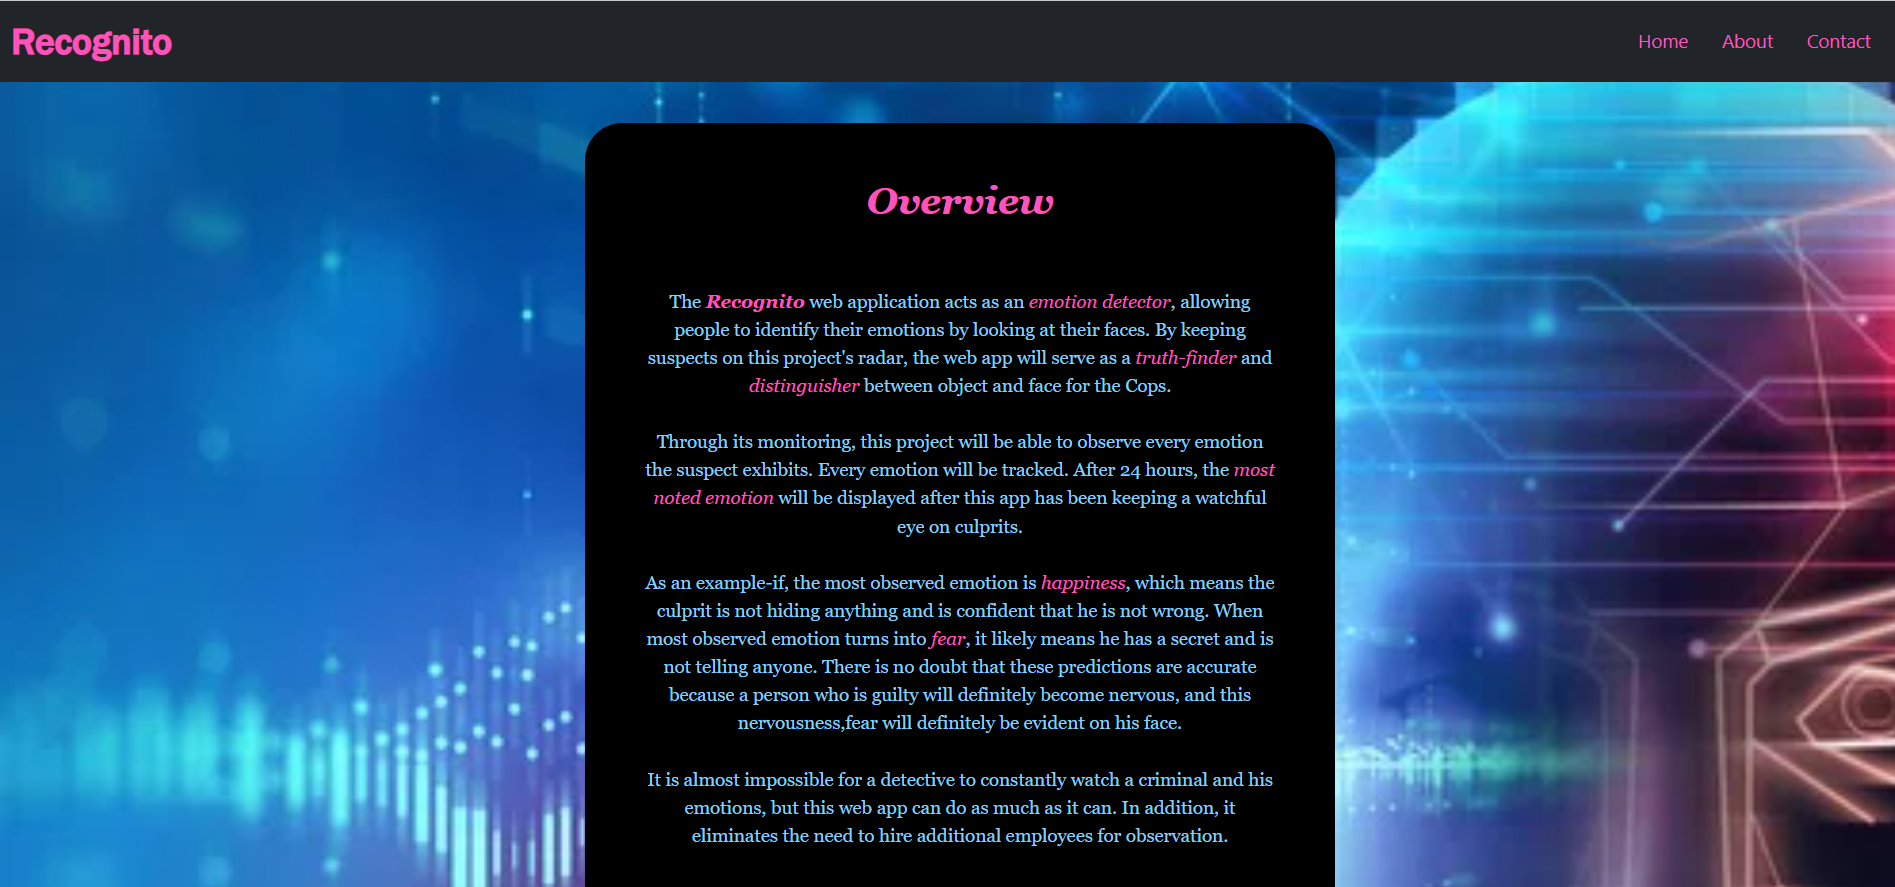 Recognito
Home About Contact
Overview
The Recognito web application acts as an emotion detector, allowing
people to identify their emotions by looking at their faces. By keeping
suspects on this project's radar, the web app will serve as a truth-finder and
distinguisher between object and face for the Cops.
Through its monitoring, this project will be able to observe every emotion
the suspect exhibits. Every emotion will be tracked. After 24 hours, the most
noted emotion will be displayed after this app has been keeping a watchful
eye on culprits.
As an example-if, the most observed emotion is happiness, which means the
culprit is not hiding anything and is confident that he is not wrong. When
most observed emotion turns into fear, it likely means he has a secret and is
not telling anyone. There is no doubt that these predictions are accurate
because a person who is guilty will definitely become nervous, and this
nervousness,fear will definitely be evident on his face.
It is almost impossible for a detective to constantly watch a criminal and his
emotions, but this web app can do as much as it can. In addition, it
eliminates the need to hire additional employees for observation.